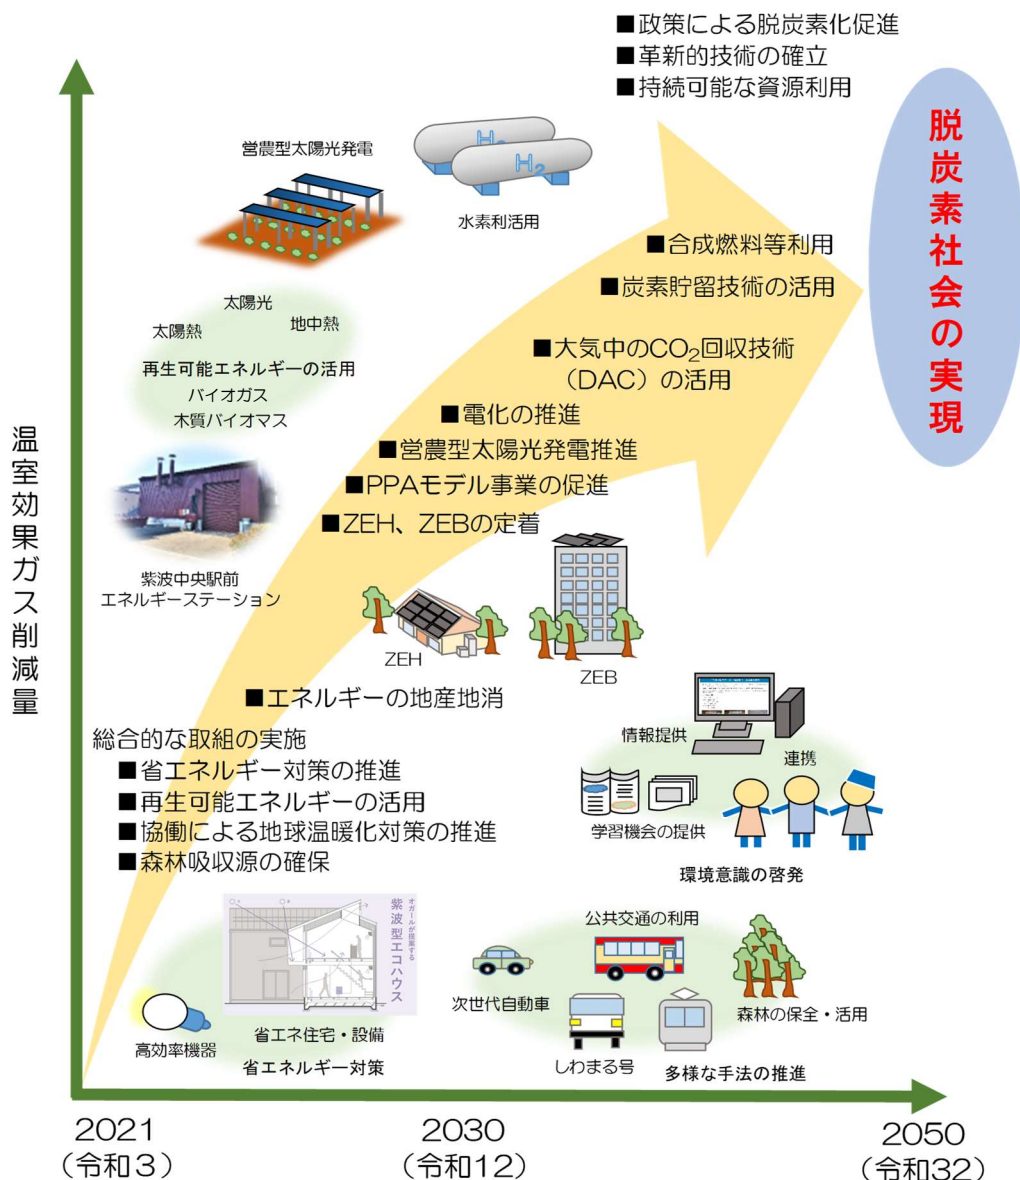 ■政策による脱炭素化促進
■革新的技術の確立
■持続可能な資源利用
脱炭素社会の実現
営農型太陽光発電
H₂
水素利活用
■合成燃料等利用
■炭素貯留技術の活用
■大気中のCO₂回収技術
（DAC）の活用
太陽光
太陽熱
地中熱
再生可能エネルギーの活用
バイオガス
木質バイオマス
■電化の推進
■営農型太陽光発電推進
■PPAモデル事業の促進
■ZEH、ZEBの定着
温室効果ガス削減量
紫波中央駅前
エネルギーステーション
ZEH
ZEB
■エネルギーの地産地消
総合的な取組の実施
■省エネルギー対策の推進
■再生可能エネルギーの活用
■協働による地球温暖化対策の推進
■森林吸収源の確保
情報提供
連携
学習機会の提供
環境意識の啓発
オガールが提案する
紫波型エコハウス
高効率機器
省エネ住宅・設備
省エネルギー対策
公共交通の利用
次世代自動車
森林の保全・活用
しわまる号
多様な手法の推進
2021
（令和３）
2030
（令和12）
2050
（令和32）